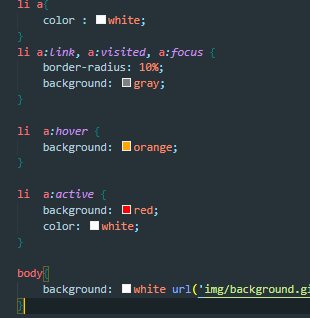 li a{
color : white;
}
li a:link, a:visited, a:focus {
border-radius: 10%;
background: gray;
}
li a:hover {
background: orange;
}
li a:active {
background: red;
color: white;
}
body{
background: white url('img/background.gi
}